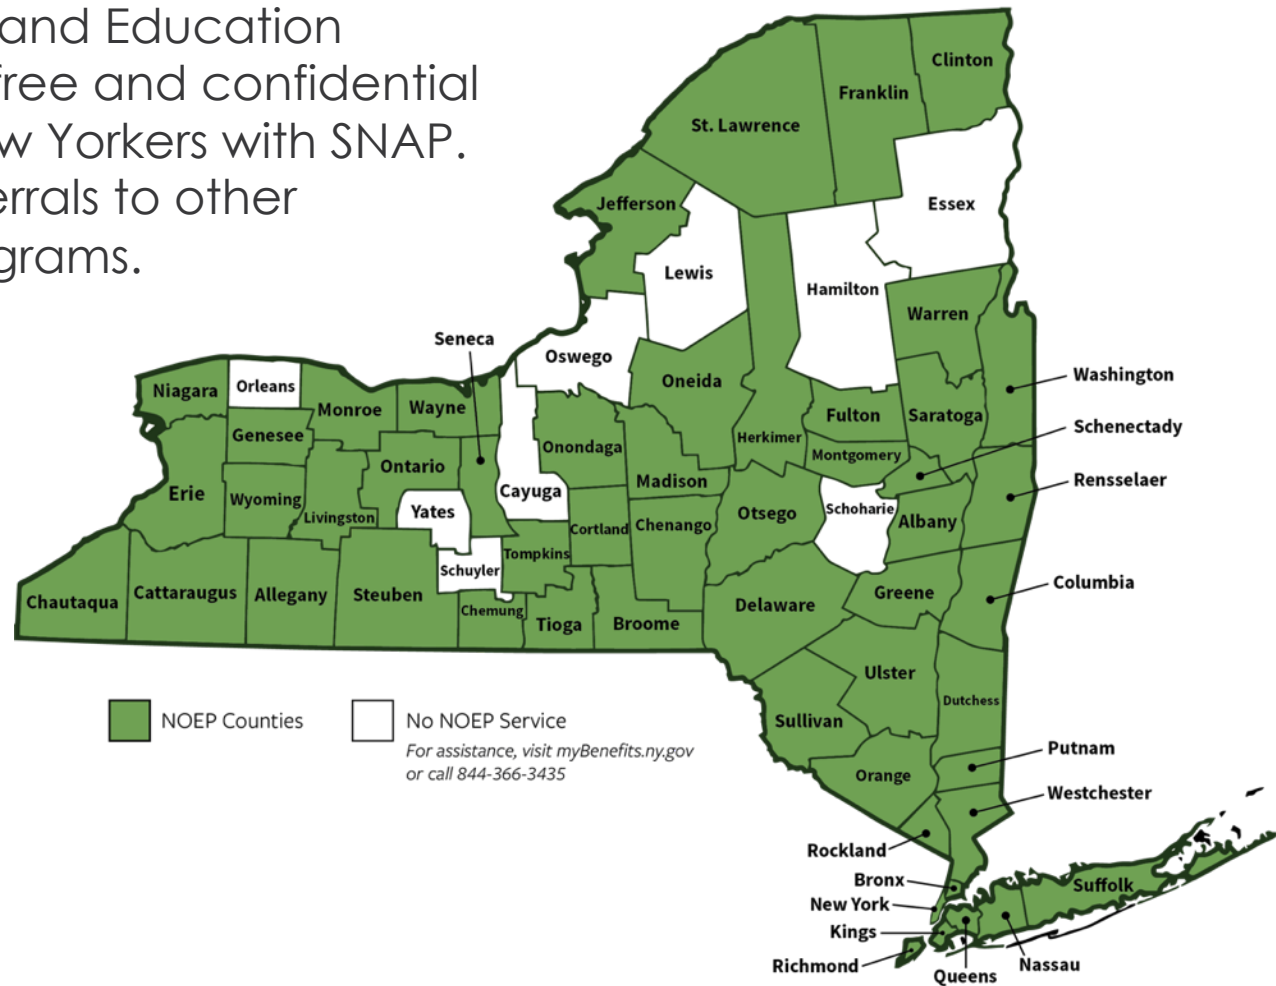 and Education
free and confidential
w Yorkers with SNAP.
errals to other
grams.
Clinton
Franklin
St. Lawrence
Jefferson
Essex
Lewis
Hamilton
Warren
Seneca
Oswego
Oneida
Washington
Niagara
Orleans
Monroe
Wayne
Fulton
Saratoga
Schenectady
Genesee
Onondaga
Herkimer
Montgomery
Ontario
Madison
Rensselaer
Erie
Wyoming
Livingston
Yates
Cayuga
Cortland
Chenango
Otsego
Schoharie
Albany
Tompkins
Schuyler
Columbia
Chautaqua
Cattaraugus
Allegany
Steuben
Chemung
Tioga
Broome
Delaware
Greene
Ulster
Dutchess
Sullivan
NOEP Counties
No NOEP Service
For assistance, visit myBenefits.ny.gov
or call 844-366-3435
Orange
Putnam
Westchester
Rockland
Bronx
New York
Kings
Richmond
Queens
Nassau
Suffolk